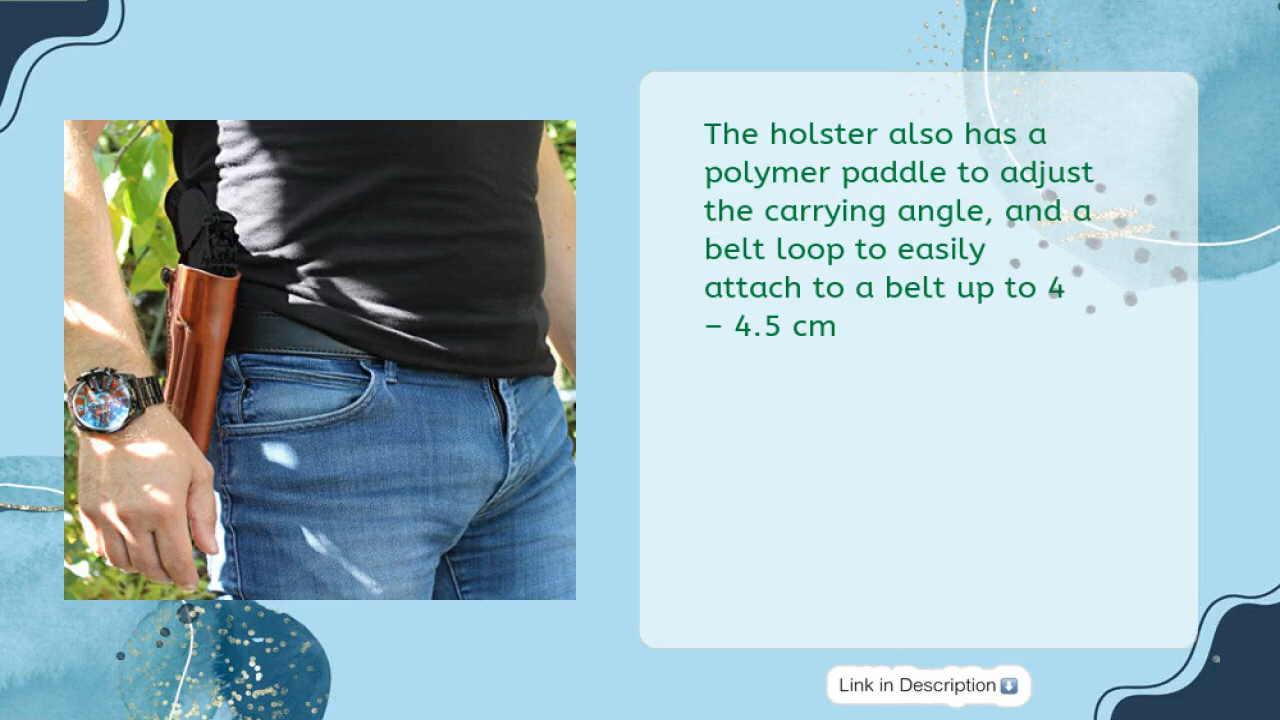 The holster also has a
polymer paddle to adjust
the carrying angle, and a
belt loop to easily
attach to a belt up to 4
– 4.5 cm
Link in Description⬇️